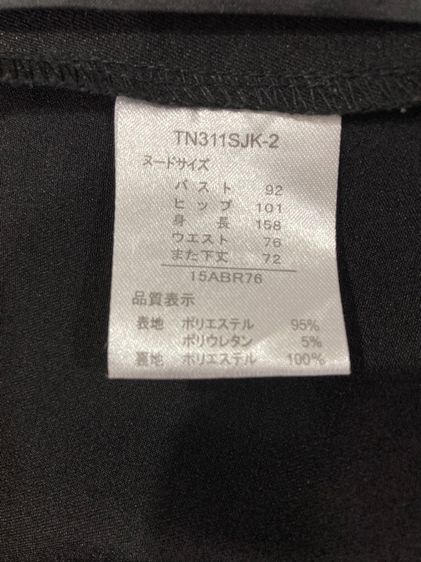 TN311SJK-2
ヌードサイズ
バスト 92
ヒップ 101
身長 158
ウエスト 76
また下丈 72
15ABR76
品質表示
表地 ポリエステル 95%
ポリウレタン 5%
裏地 ポリエステル 100%